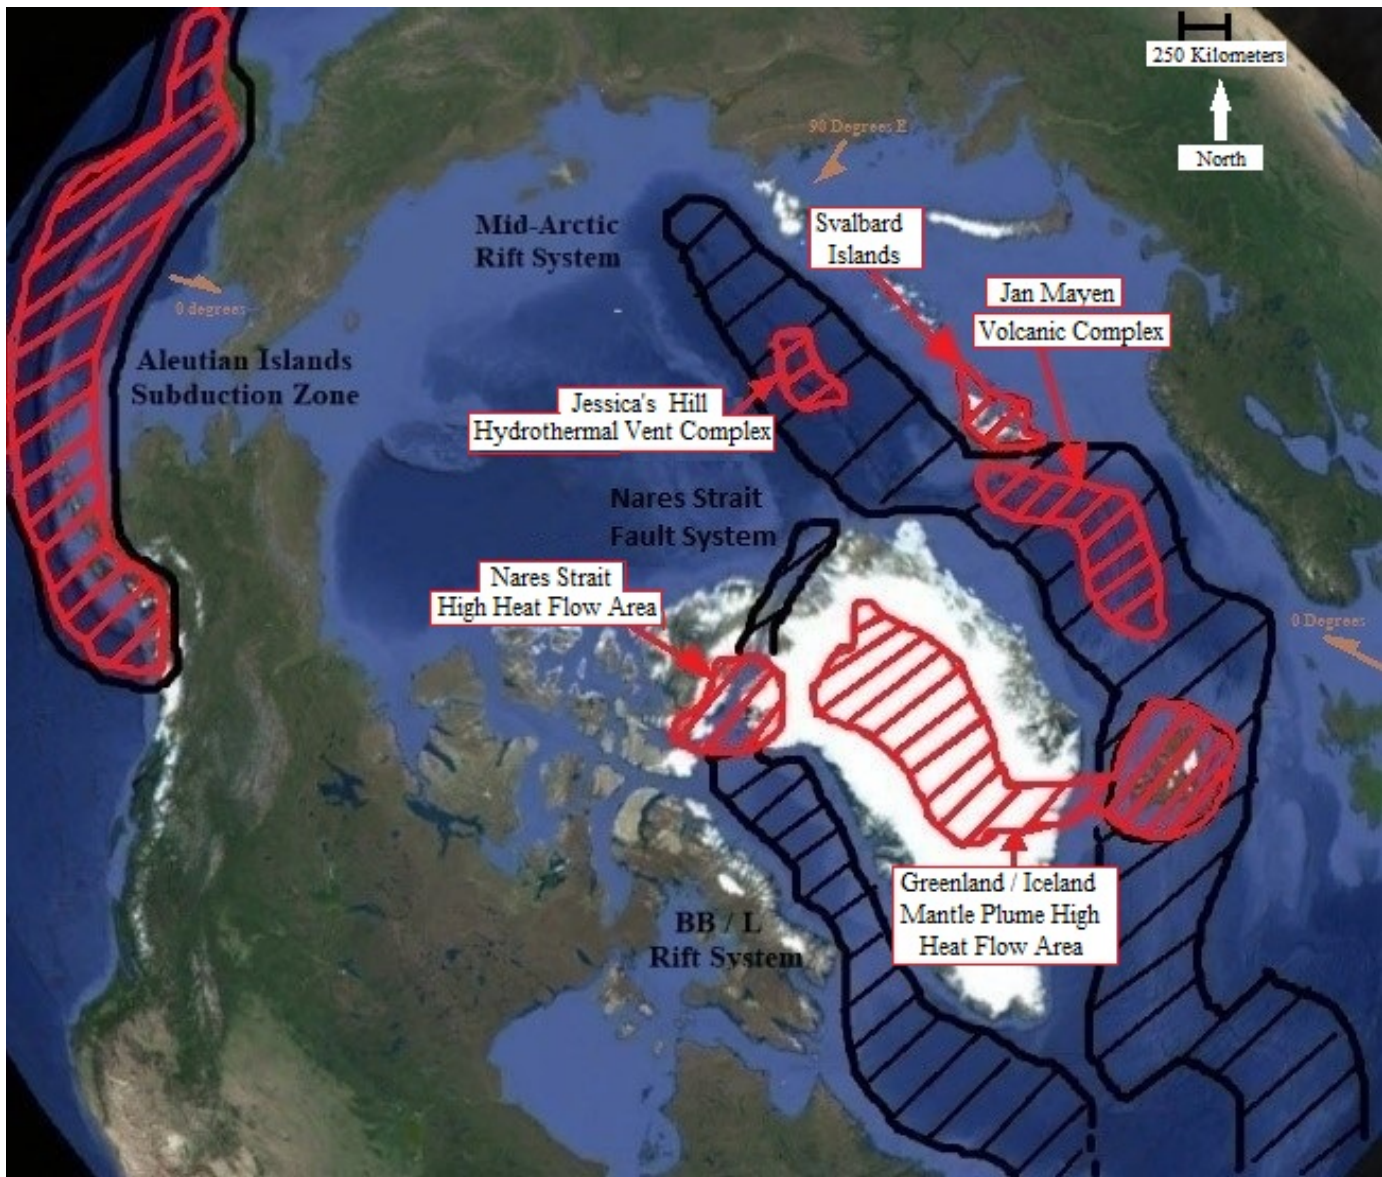 250 Kilometers
North
90 Degrees E
Mid-Arctic
Rift System
Svalbard
Islands
Jan Mayen
Volcanic Complex
0 degrees
Aleutian Islands
Subduction Zone
Jessica's Hill
Hydrothermal Vent Complex
Nares Strait
Fault System
Nares Strait
High Heat Flow Area
0 Degrees
Greenland / Iceland
Mantle Plume High
Heat Flow Area
BB / L
Rift System